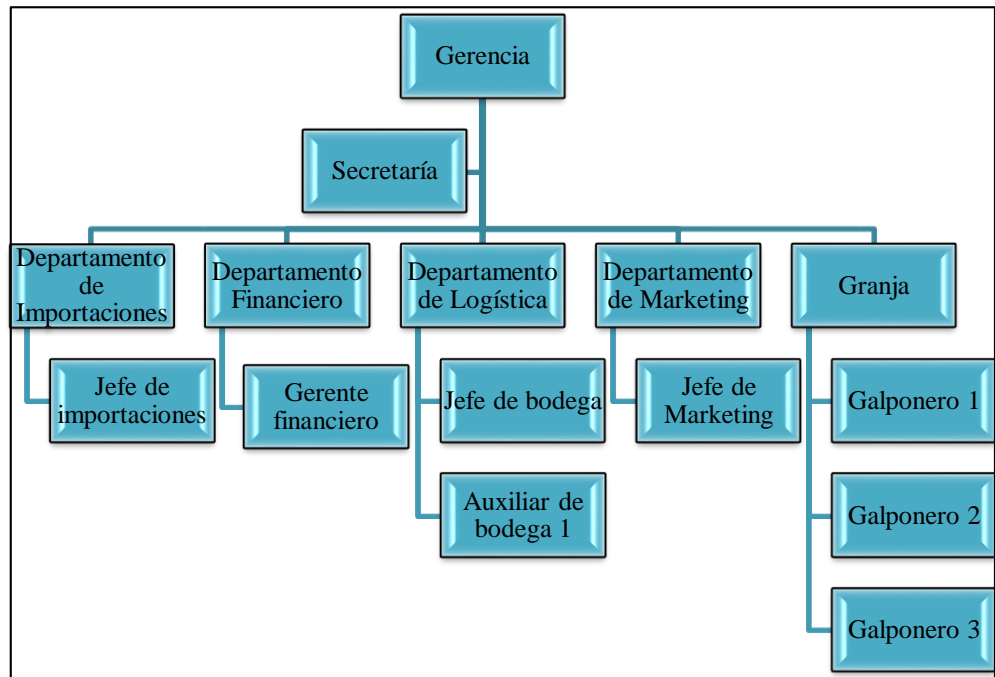 Gerencia
Secretaría
Departamento
de
Importaciones
Departamento
Financiero
Departamento
de Logística
Departamento
de Marketing
Granja
Jefe de
importaciones
Gerente
financiero
Jefe de bodega
Jefe de
Marketing
Galponero 1
Auxiliar de
bodega 1
Galponero 2
Galponero 3